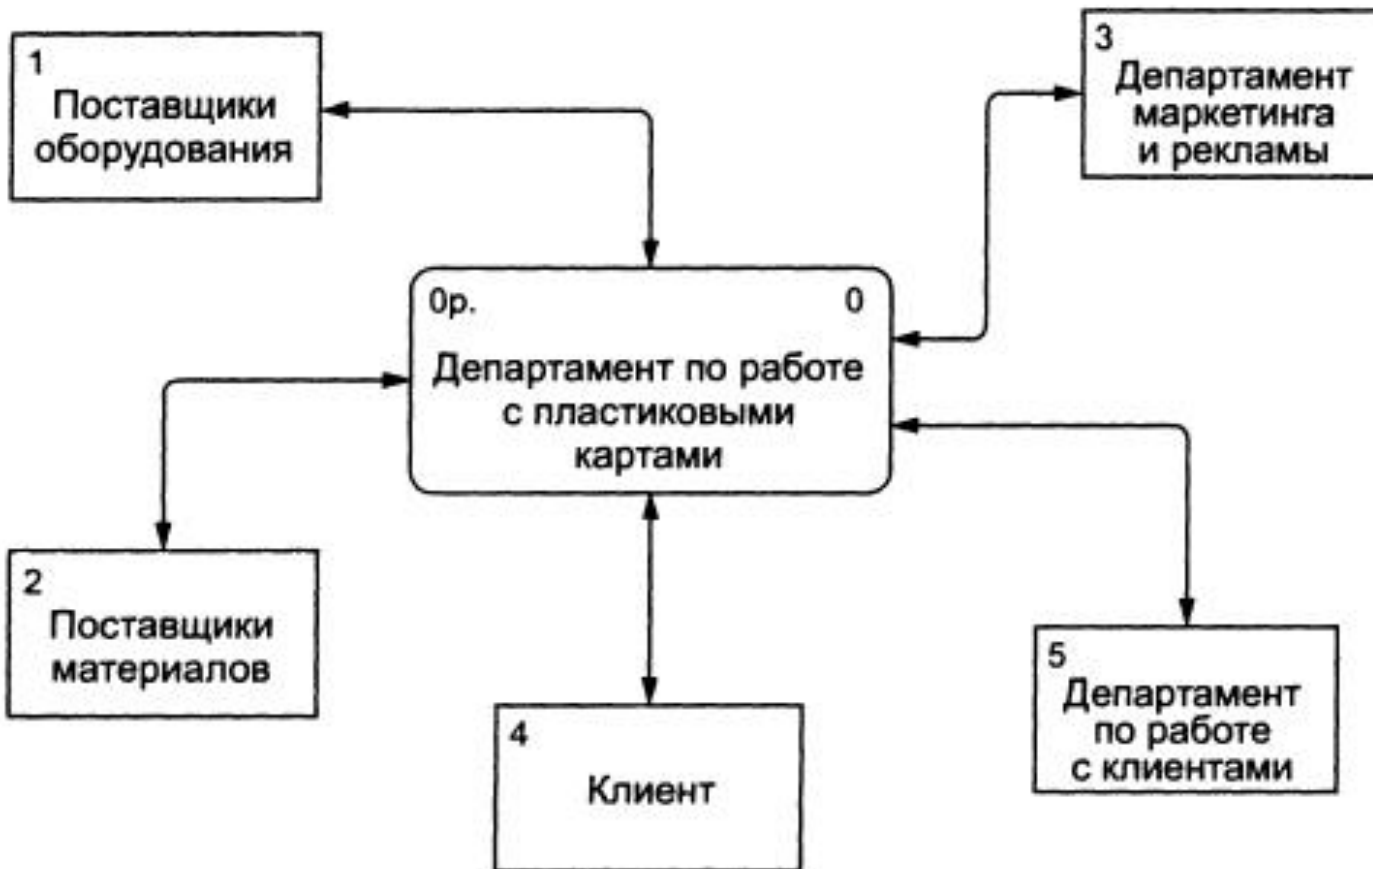 1
Поставщики
оборудования
3
Департамент
маркетинга
и рекламы
0р. 0
Департамент по работе
с пластиковыми
картами
2
Поставщики
материалов
4
Клиент
5
Департамент
по работе
с клиентами